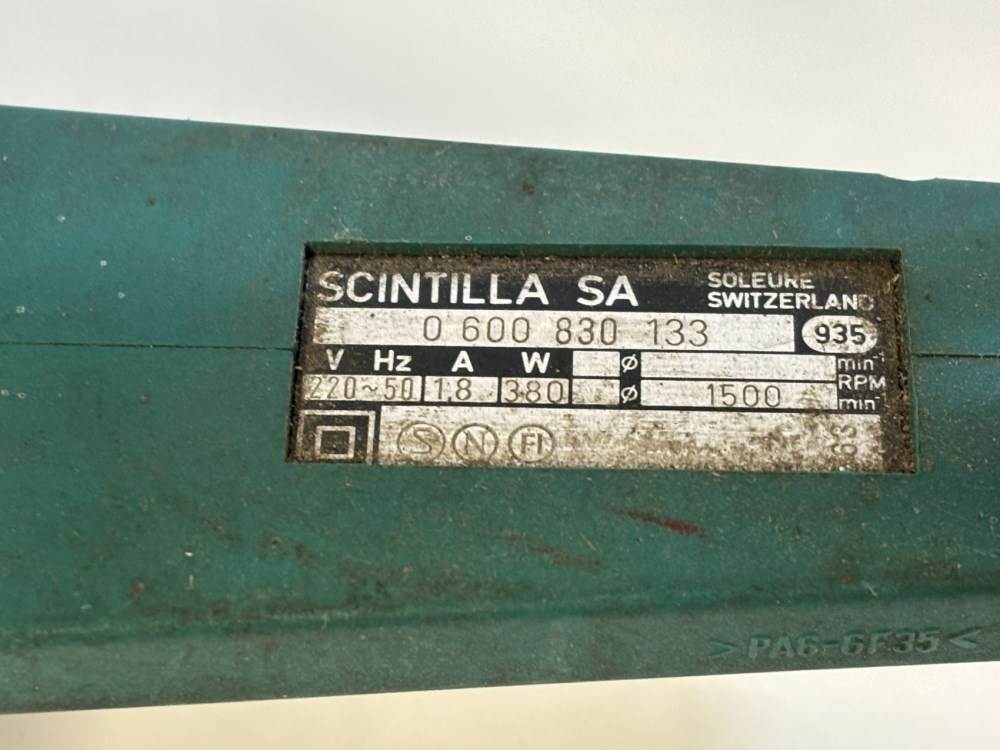 SCINTILLA SA
SOLEURE
SWITZERLAND
0 600 830 133
935
V Hz A W ø min⁻¹
RPM
220~50 1,8 380 ø 1500 min⁻¹
S N FI
63
>PA6-GF35<